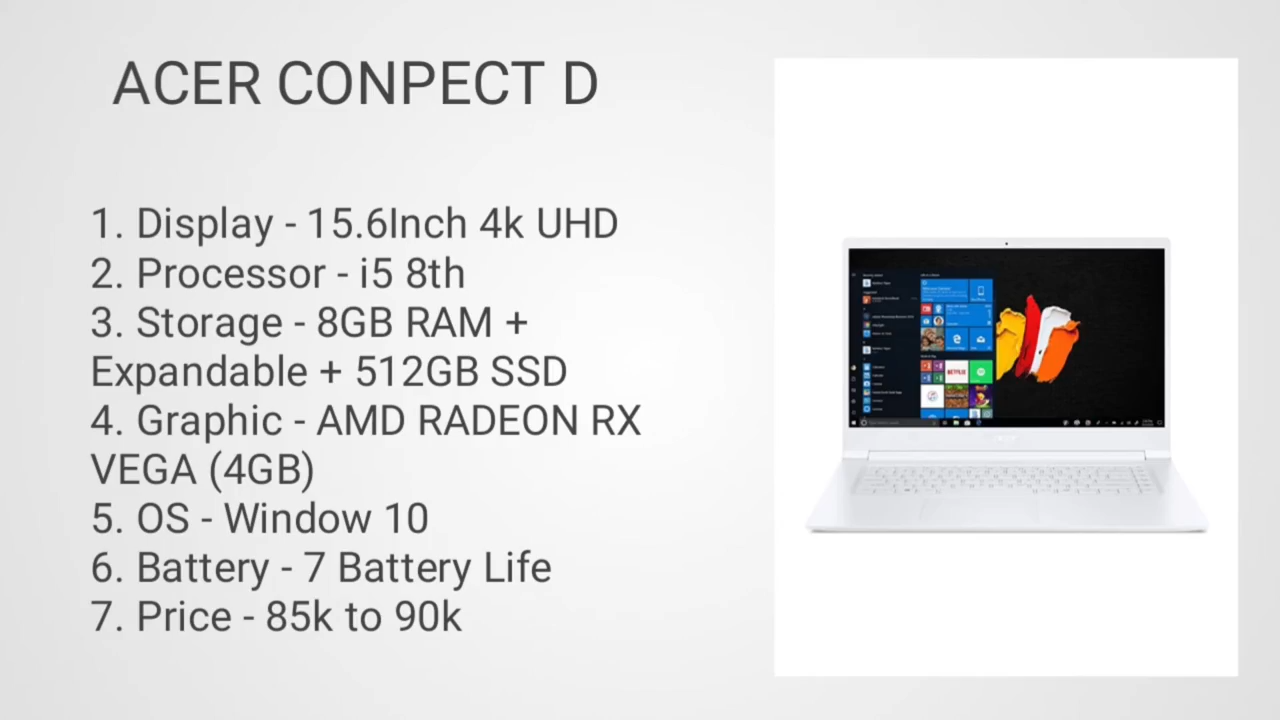 ACER CONPECT D
1. Display - 15.6Inch 4k UHD
2. Processor - i5 8th
3. Storage - 8GB RAM +
Expandable + 512GB SSD
4. Graphic - AMD RADEON RX
VEGA (4GB)
5. OS - Window 10
6. Battery - 7 Battery Life
7. Price - 85k to 90k
NETFLIX